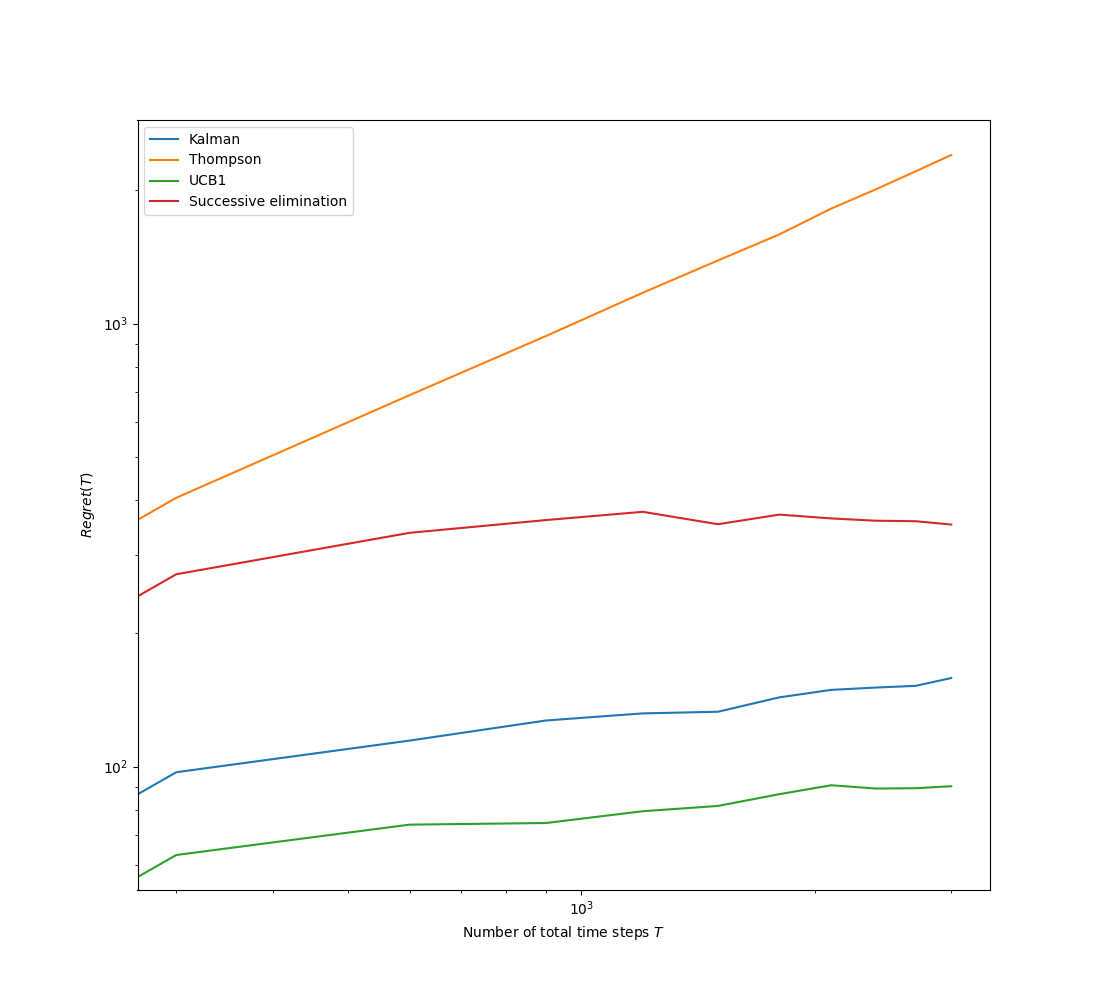 Kalman
Thompson
UCB1
Successive elimination
10³
10²
Regret(T)
10³
Number of total time steps T